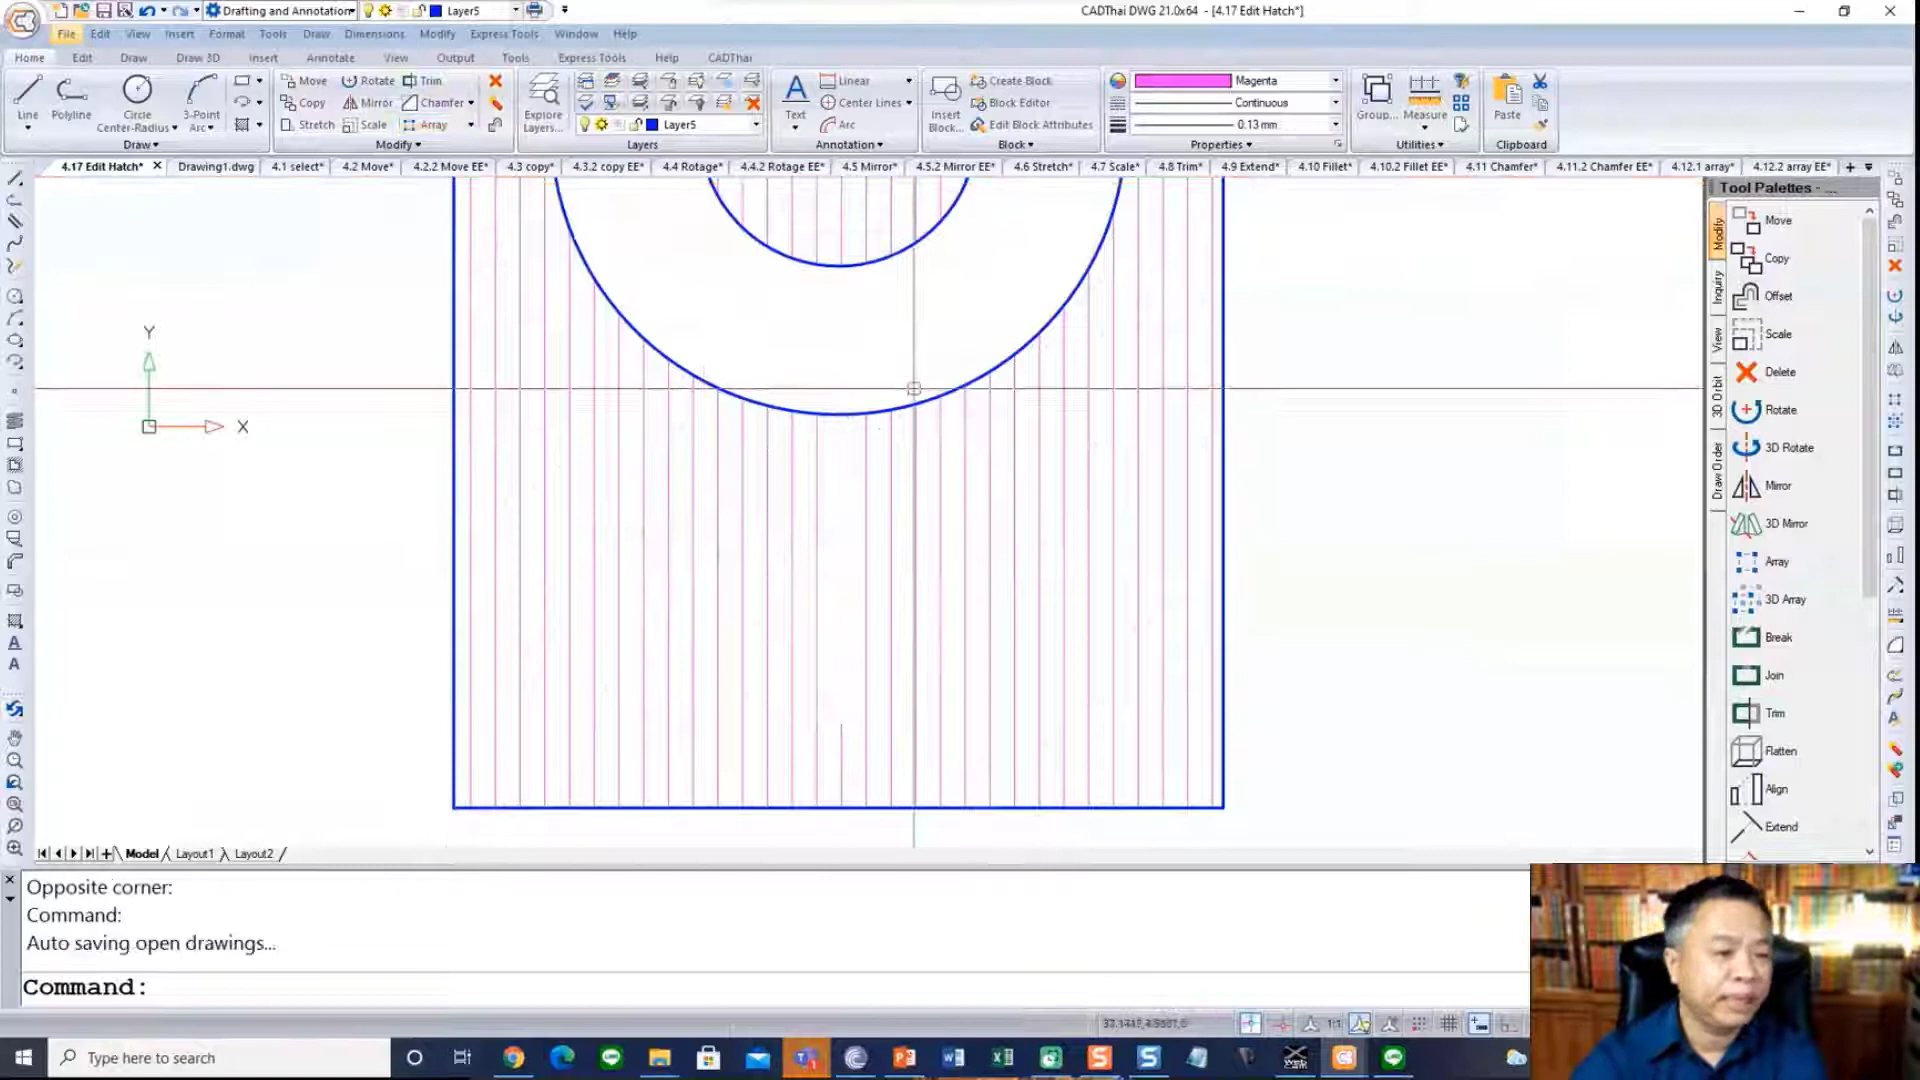 Drafting and Annotation
Layer5
CADThai DWG 21.0x64 - [4.17 Edit Hatch*]
File Edit View Insert Format Tools Draw Dimensions Modify Express Tools Window Help
Home Edit Draw Draw 3D Insert Annotate View Output Tools Express Tools Help CADThai
Move Rotate Trim Linear Create Block Magenta
Copy Mirror Chamfer Center Lines Block Editor Continuous
Line Polyline Circle Center-Radius 3-Point Arc Explore Layers... Text Insert Block... Group... Measure Paste
Stretch Scale Array Layer5 Arc Edit Block Attributes 0.13 mm
Draw Modify Layers Annotation Block Properties Utilities Clipboard
4.17 Edit Hatch* Drawing1.dwg 4.1 select* 4.2 Move* 4.2.2 Move EE* 4.3 copy* 4.3.2 copy EE* 4.4 Rotage* 4.4.2 Rotage EE* 4.5 Mirror* 4.5.2 Mirror EE* 4.6 Stretch* 4.7 Scale* 4.8 Trim* 4.9 Extend* 4.10 Fillet* 4.10.2 Fillet EE* 4.11 Chamfer* 4.11.2 Chamfer EE* 4.12.1 array* 4.12.2 array EE*
Tool Palettes - ...
Modify
Inquiry
View
3D Orbit
Draw Order
Move
Copy
Offset
Scale
Delete
Rotate
3D Rotate
Mirror
3D Mirror
Array
3D Array
Break
Join
Trim
Flatten
Align
Extend
Y
X
Model Layout1 Layout2
Opposite corner:
Command:
Auto saving open drawings...
Command:
1:1
Type here to search